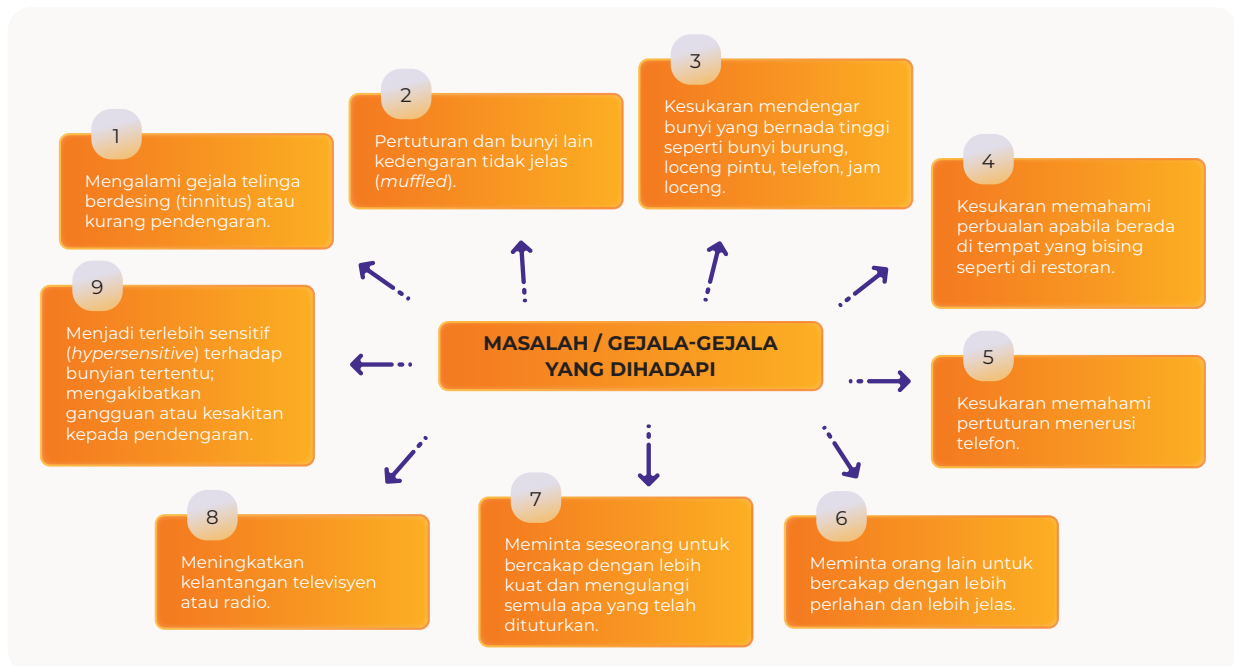 MASALAH / GEJALA-GEJALA
YANG DIHADAPI
1
Mengalami gejala telinga
berdesing (tinnitus) atau
kurang pendengaran.
2
Pertuturan dan bunyi lain
kedengaran tidak jelas
(muffled).
3
Kesukaran mendengar
bunyi yang bernada tinggi
seperti bunyi burung,
loceng pintu, telefon, jam
loceng.
4
Kesukaran memahami
perbualan apabila berada
di tempat yang bising
seperti di restoran.
5
Kesukaran memahami
pertuturan menerusi
telefon.
6
Meminta orang lain untuk
bercakap dengan lebih
perlahan dan lebih jelas.
7
Meminta seseorang untuk
bercakap dengan lebih
kuat dan mengulangi
semula apa yang telah
dituturkan.
8
Meningkatkan
kelantangan televisyen
atau radio.
9
Menjadi terlebih sensitif
(hypersensitive) terhadap
bunyian tertentu;
mengakibatkan
gangguan atau kesakitan
kepada pendengaran.